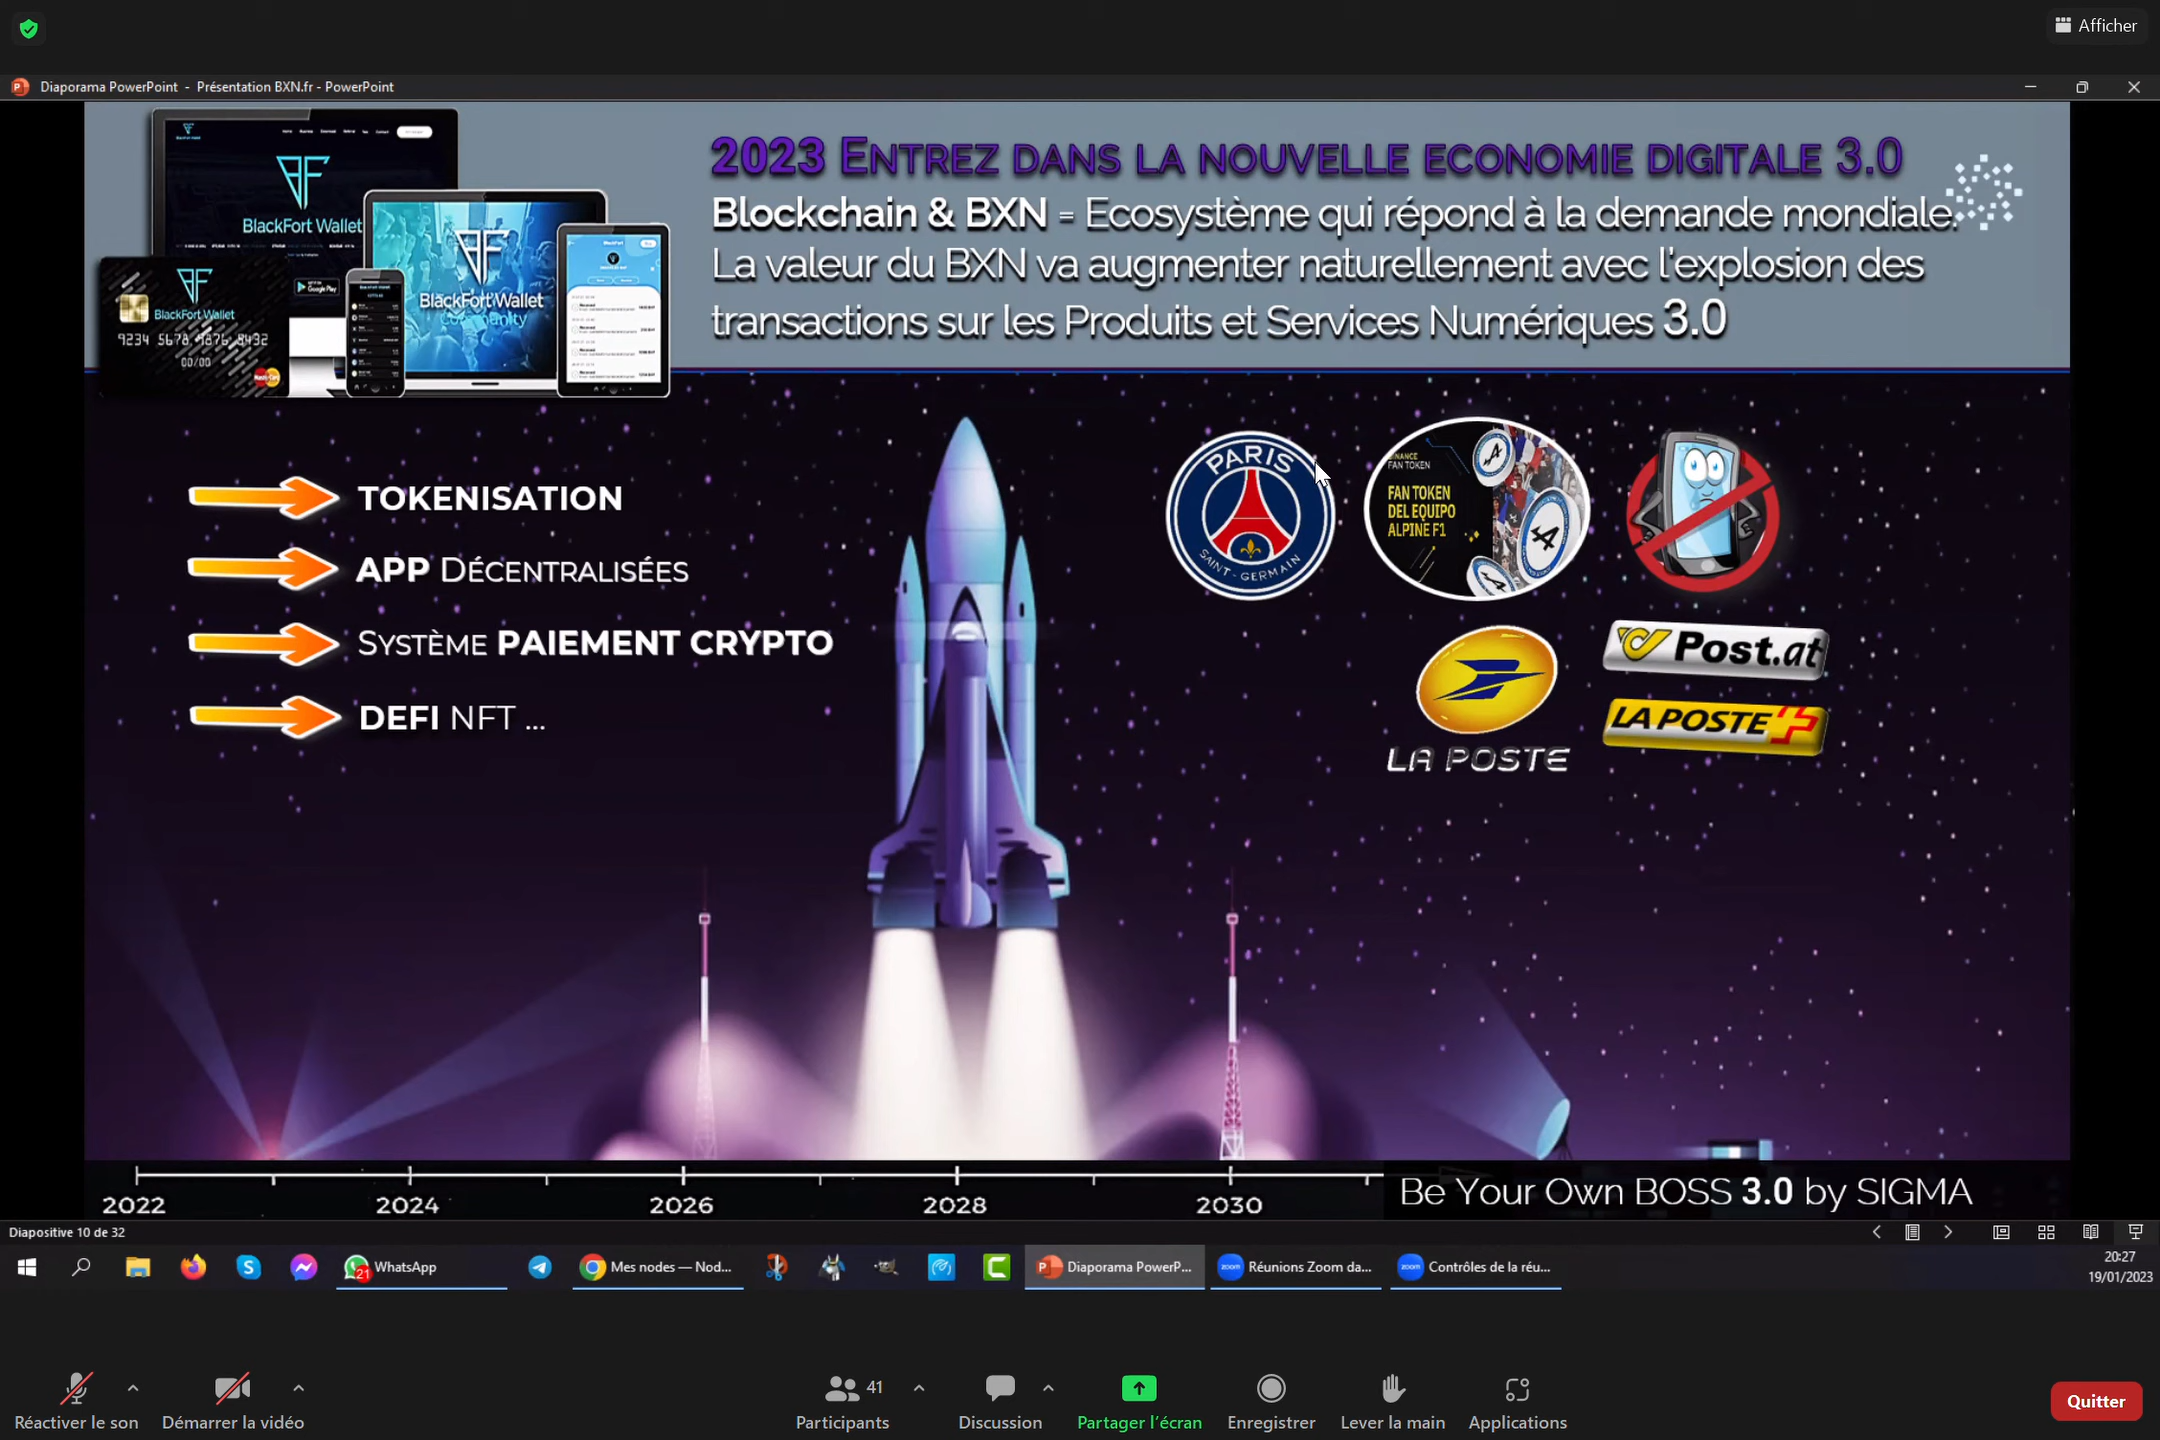 Afficher
Diaporama PowerPoint - Présentation BXN.fr - PowerPoint
BlackFort Wallet
BlackFort Wallet
Community
BlackFort Wallet
9234 5678 9876 8432
00/00
Google Play
2023 ENTREZ DANS LA NOUVELLE ECONOMIE DIGITALE 3.0
Blockchain & BXN = Ecosystème qui répond à la demande mondiale.
La valeur du BXN va augmenter naturellement avec l'explosion des
transactions sur les Produits et Services Numériques 3.0
TOKENISATION
APP DÉCENTRALISÉES
SYSTÈME PAIEMENT CRYPTO
DEFI NFT ...
PARIS
SAINT-GERMAIN
FAN TOKEN
FAN TOKEN
DEL EQUIPO
ALPINE F1
LA POSTE
Post.at
LA POSTE
2022 2024 2026 2028 2030
Be Your Own BOSS 3.0 by SIGMA
Diapositive 10 de 32
21 WhatsApp
Mes nodes — Nod...
Diaporama PowerP...
zoom Réunions Zoom da...
zoom Contrôles de la réu...
20:27
19/01/2023
Réactiver le son
Démarrer la vidéo
41
Participants
Discussion
Partager l'écran
Enregistrer
Lever la main
Applications
Quitter